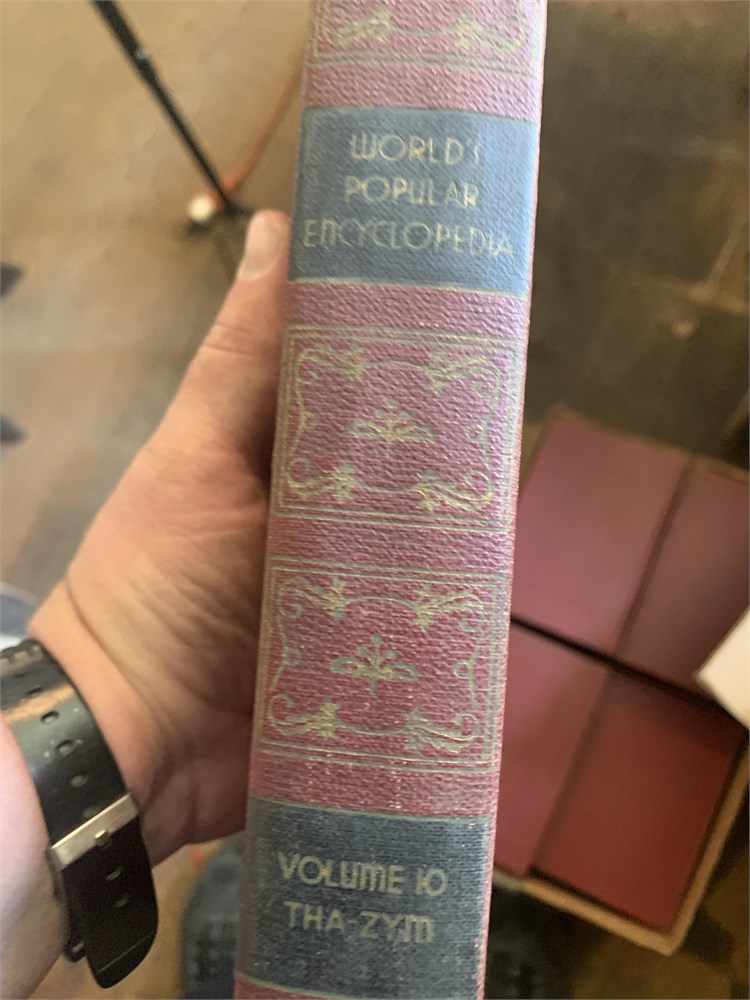 WORLD'S
POPULAR
ENCYCLOPEDIA
VOLUME 10
THA-ZYM